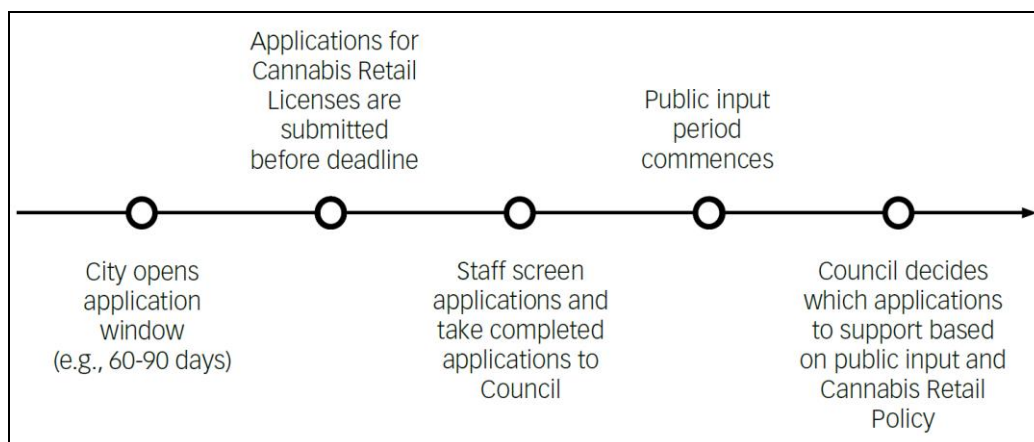 City opens
application
window
(e.g., 60-90 days)
Applications for
Cannabis Retail
Licenses are
submitted
before deadline
Staff screen
applications and
take completed
applications to
Council
Public input
period
commences
Council decides
which applications
to support based
on public input and
Cannabis Retail
Policy